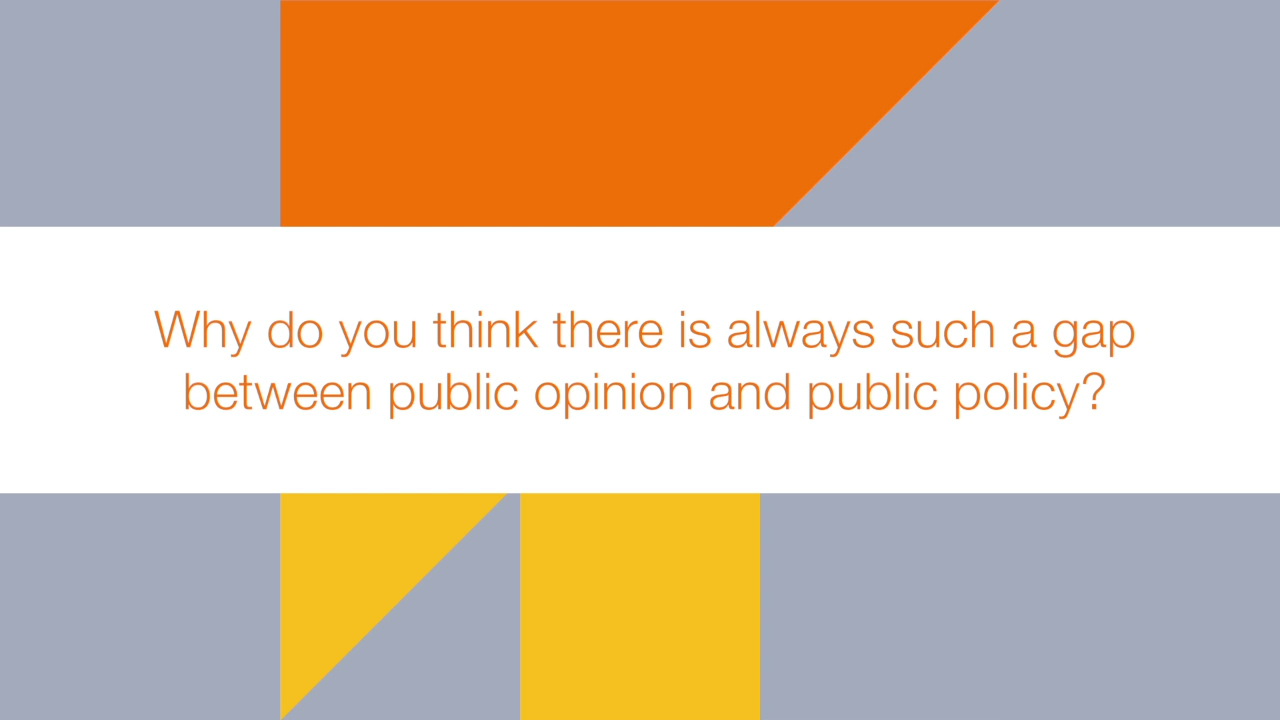 Why do you think there is always such a gap
between public opinion and public policy?